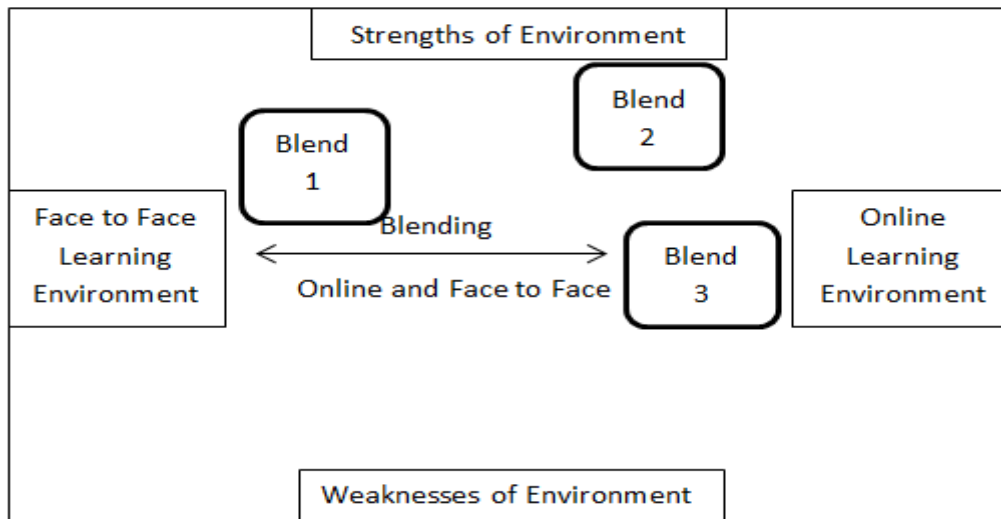 Strengths of Environment
Blend
1
Blend
2
Face to Face
Learning
Environment
Blending
Online and Face to Face
Blend
3
Online
Learning
Environment
Weaknesses of Environment